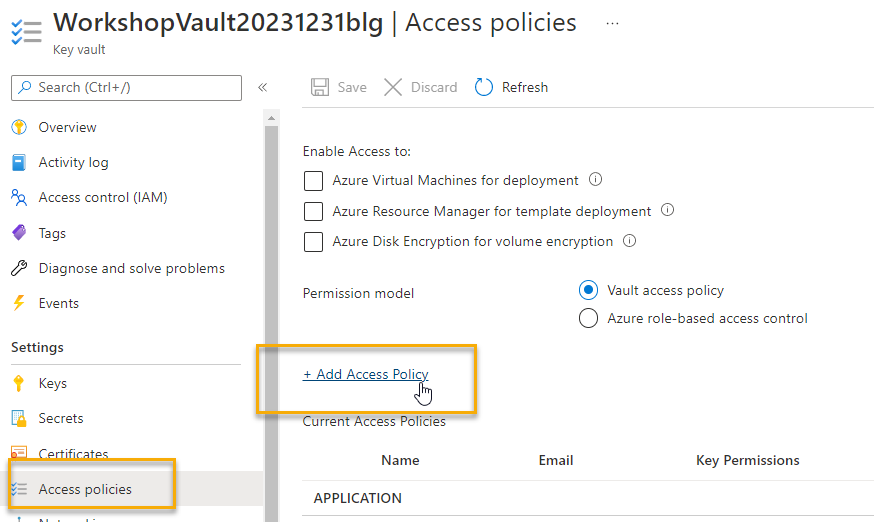 WorkshopVault20231231blg | Access policies ...
Key vault
Search (Ctrl+/)
«
Overview
Activity log
Access control (IAM)
Tags
Diagnose and solve problems
Events
Settings
Keys
Secrets
Certificates
Access policies
Save Discard Refresh
Enable Access to:
Azure Virtual Machines for deployment
Azure Resource Manager for template deployment
Azure Disk Encryption for volume encryption
Permission model
Vault access policy
Azure role-based access control
+ Add Access Policy
Current Access Policies
Name Email Key Permissions
APPLICATION